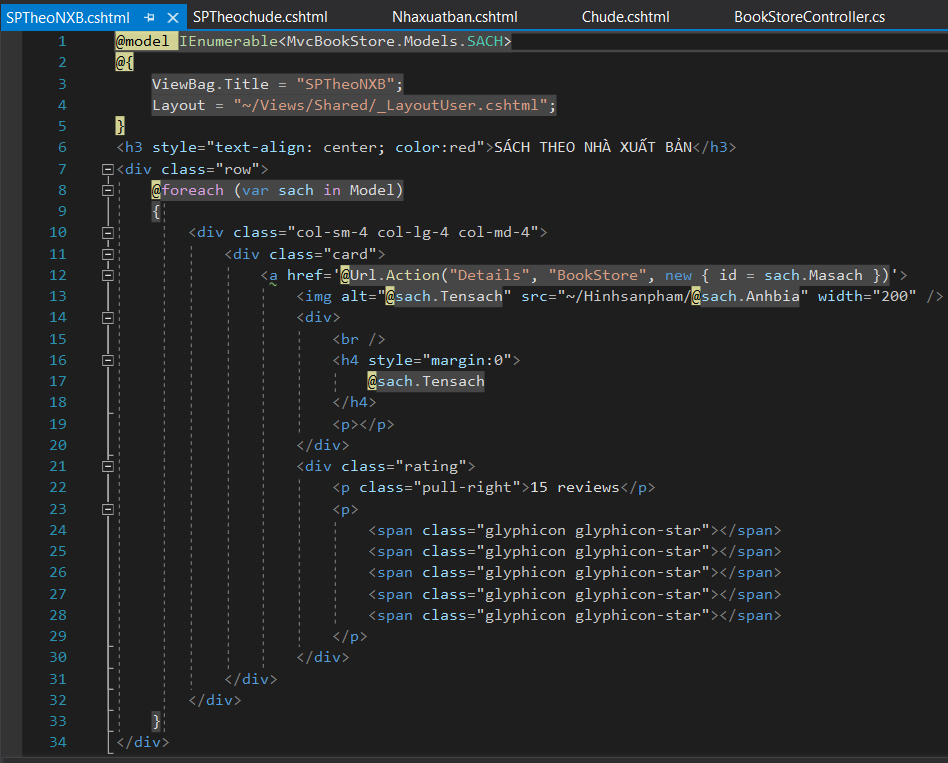 SPTheoNXB.cshtml SPTheochude.cshtml Nhaxuatban.cshtml Chude.cshtml BookStoreController.cs
1 @model IEnumerable<MvcBookStore.Models.SACH>
2 @{
3 ViewBag.Title = "SPTheoNXB";
4 Layout = "~/Views/Shared/_LayoutUser.cshtml";
5 }
6 <h3 style="text-align: center; color:red">SÁCH THEO NHÀ XUẤT BẢN</h3>
7 <div class="row">
8 @foreach (var sach in Model)
9 {
10 <div class="col-sm-4 col-lg-4 col-md-4">
11 <div class="card">
12 <a href='@Url.Action("Details", "BookStore", new { id = sach.Masach })'>
13 <img alt="@sach.Tensach" src="~/Hinhsanpham/@sach.Anhbia" width="200" />
14 <div>
15 <br />
16 <h4 style="margin:0">
17 @sach.Tensach
18 </h4>
19 <p></p>
20 </div>
21 <div class="rating">
22 <p class="pull-right">15 reviews</p>
23 <p>
24 <span class="glyphicon glyphicon-star"></span>
25 <span class="glyphicon glyphicon-star"></span>
26 <span class="glyphicon glyphicon-star"></span>
27 <span class="glyphicon glyphicon-star"></span>
28 <span class="glyphicon glyphicon-star"></span>
29 </p>
30 </div>
31 </div>
32 </div>
33 }
34 </div>